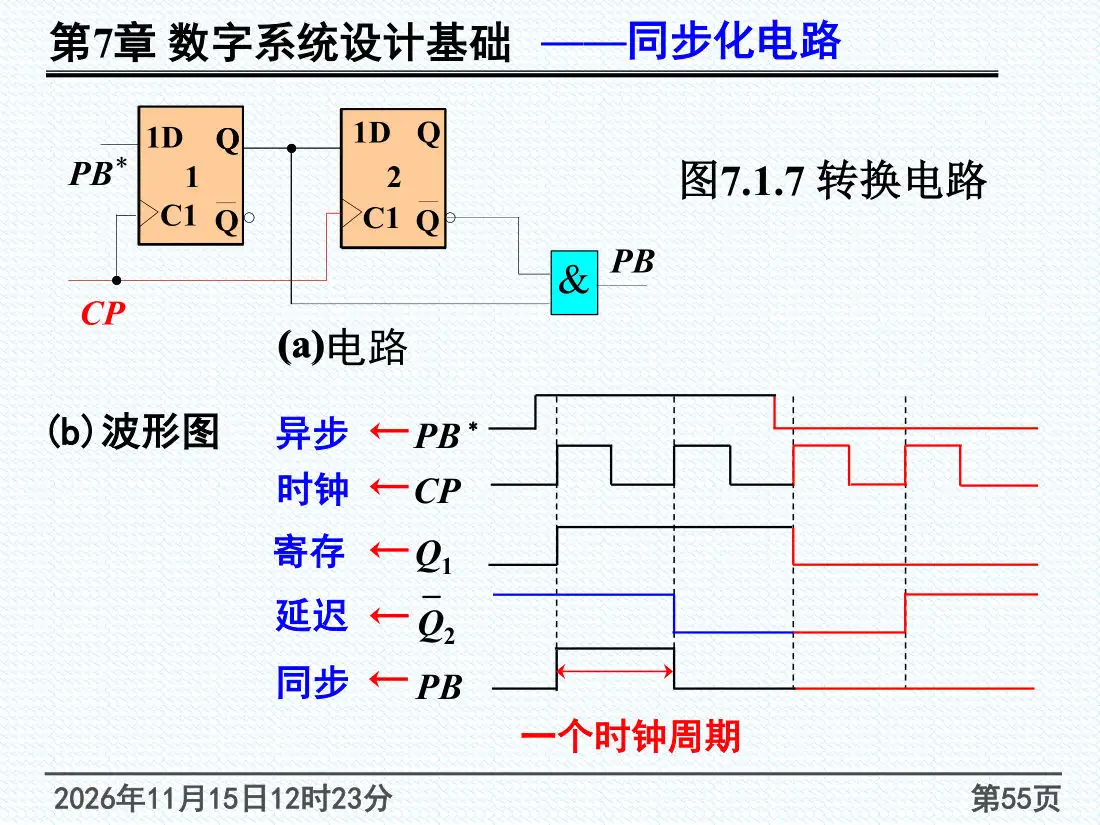 第7章 数字系统设计基础 ——同步化电路
1D Q
1
C1 Q̅
1D Q
2
C1 Q̅
PB*
CP
&
PB
图7.1.7 转换电路
(a)电路
(b)波形图
异步 ← PB*
时钟 ← CP
寄存 ← Q₁
延迟 ← Q̅₂
同步 ← PB
一个时钟周期
2026年11月15日12时23分
第55页